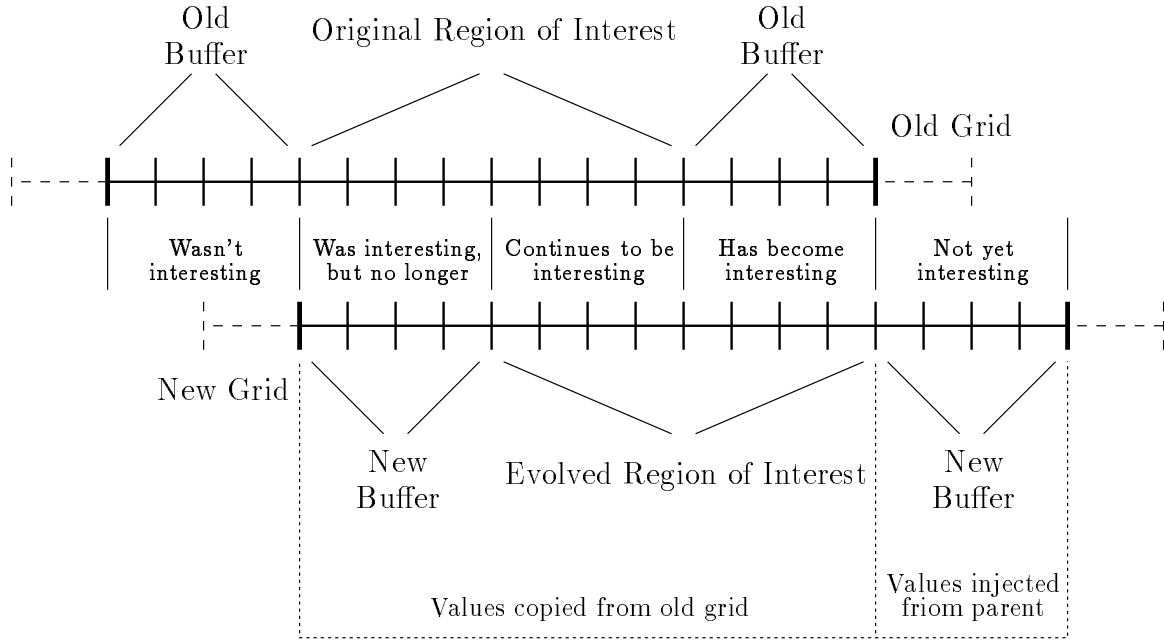 Old
Buffer
Original Region of Interest
Old
Buffer
Old Grid
Wasn't
interesting
Was interesting,
but no longer
Continues to be
interesting
Has become
interesting
Not yet
interesting
New Grid
New
Buffer
Evolved Region of Interest
New
Buffer
Values copied from old grid
Values injected
friom parent